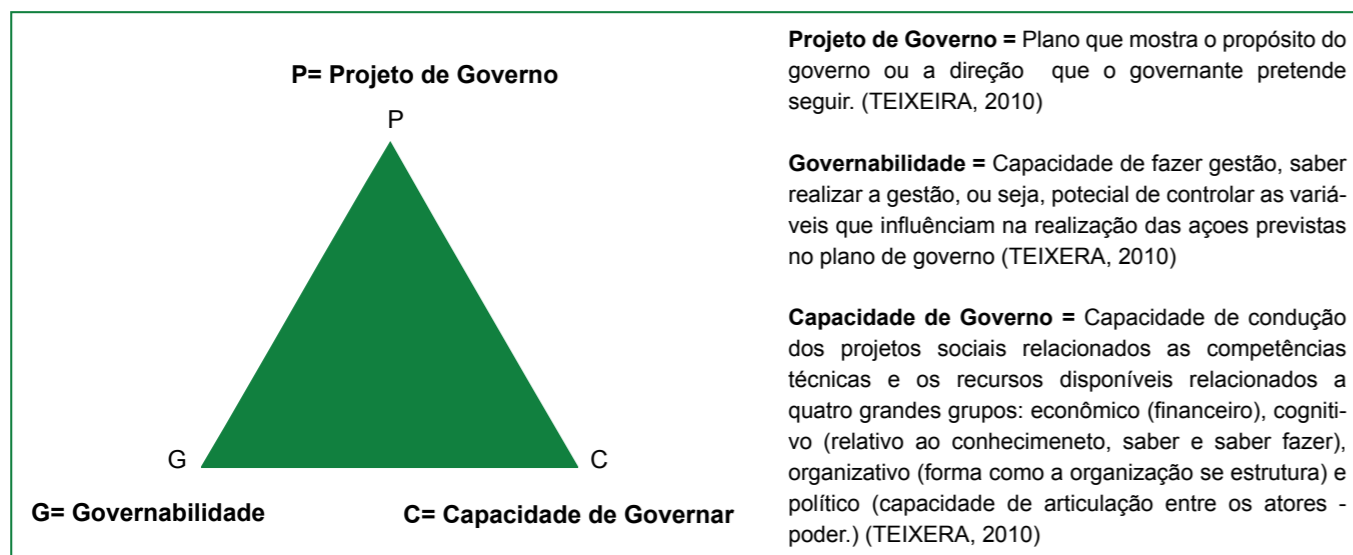 P= Projeto de Governo
P
G
C
G= Governabilidade
C= Capacidade de Governar
Projeto de Governo = Plano que mostra o propósito do
governo ou a direção que o governante pretende
seguir. (TEIXEIRA, 2010)
Governabilidade = Capacidade de fazer gestão, saber
realizar a gestão, ou seja, potecial de controlar as variá-
veis que influênciam na realização das açoes previstas
no plano de governo (TEIXERA, 2010)
Capacidade de Governo = Capacidade de condução
dos projetos sociais relacionados as competências
técnicas e os recursos disponíveis relacionados a
quatro grandes grupos: econômico (financeiro), cogniti-
vo (relativo ao conhecimeneto, saber e saber fazer),
organizativo (forma como a organização se estrutura) e
político (capacidade de articulação entre os atores -
poder.) (TEIXERA, 2010)